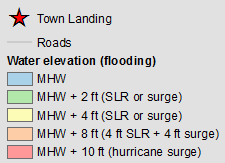 Town Landing
Roads
Water elevation (flooding)
MHW
MHW + 2 ft (SLR or surge)
MHW + 4 ft (SLR or surge)
MHW + 8 ft (4 ft SLR + 4 ft surge)
MHW + 10 ft (hurricane surge)